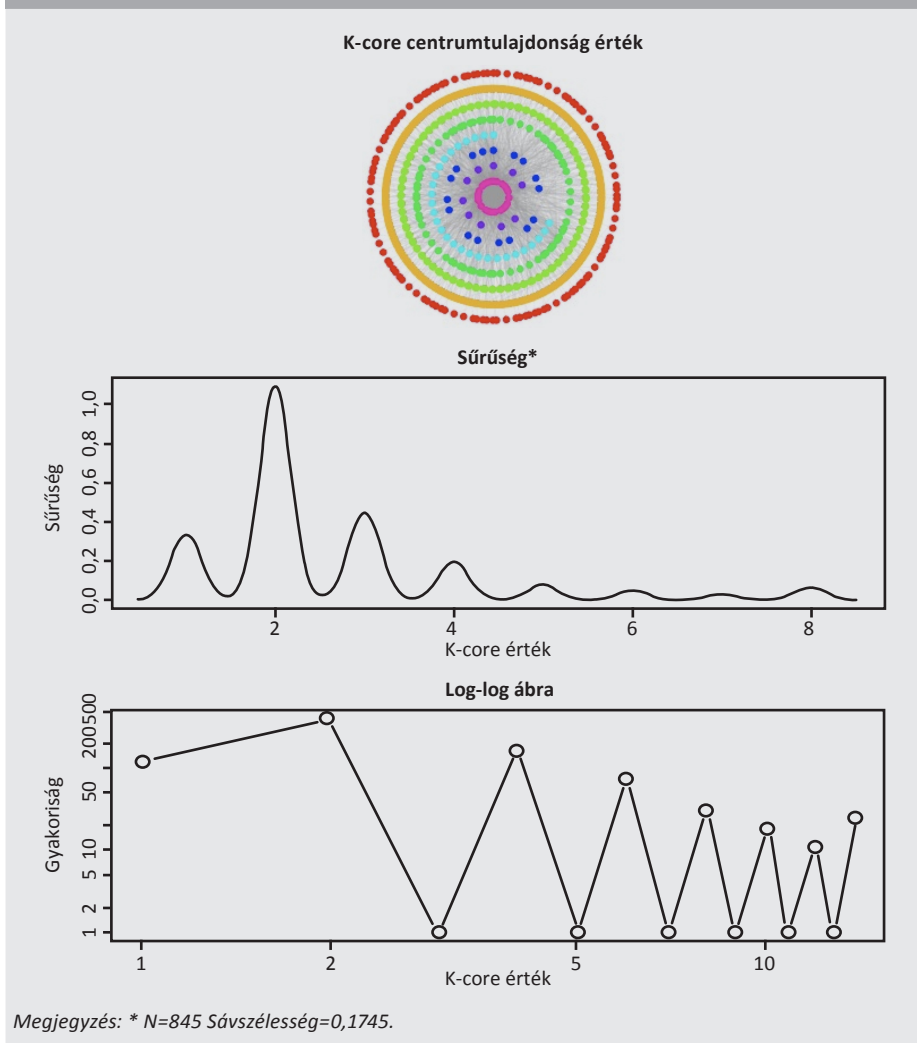 K-core centrumtulajdonság érték
Sűrűség*
Sűrűség
0,0 0,2 0,4 0,6 0,8 1,0
2 4 6 8
K-core érték
Log-log ábra
Gyakoriság
1 2 5 10 50 200500
1 2 5 10
K-core érték
Megjegyzés: * N=845 Sávszélesség=0,1745.